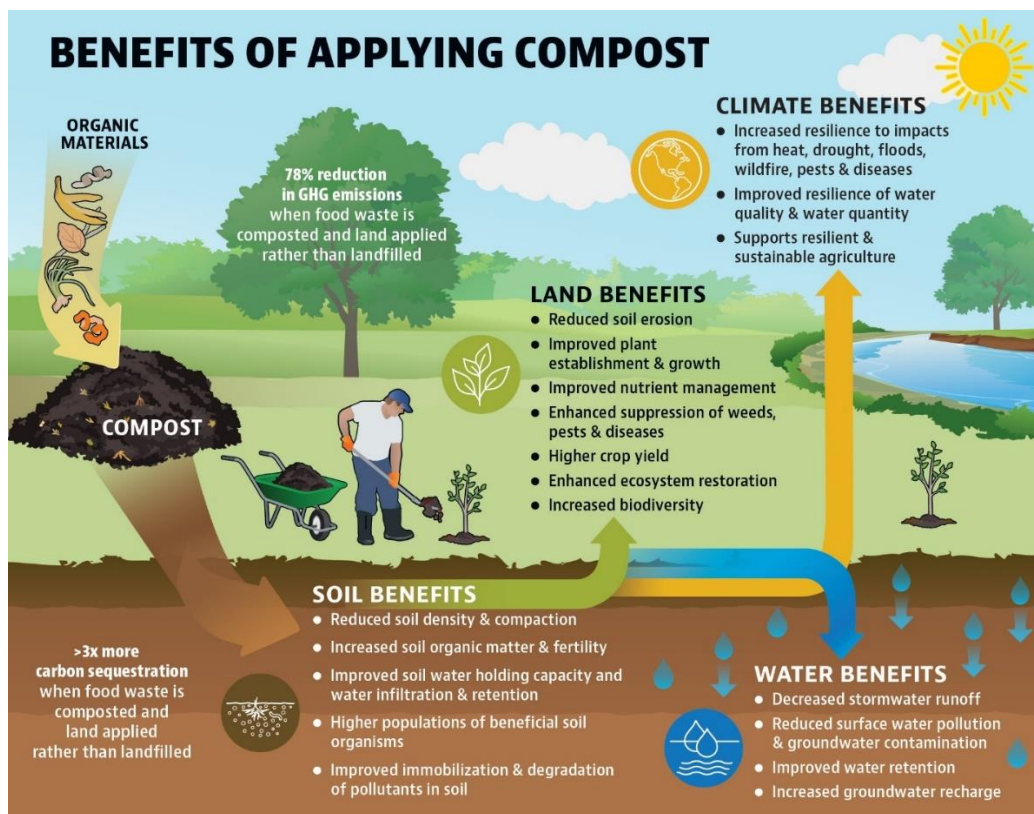 BENEFITS OF APPLYING COMPOST
ORGANIC
MATERIALS
78% reduction
in GHG emissions
when food waste is
composted and land applied
rather than landfilled
COMPOST
CLIMATE BENEFITS
• Increased resilience to impacts
from heat, drought, floods,
wildfire, pests & diseases
• Improved resilience of water
quality & water quantity
• Supports resilient &
sustainable agriculture
LAND BENEFITS
• Reduced soil erosion
• Improved plant
establishment & growth
• Improved nutrient management
• Enhanced suppression of weeds,
pests & diseases
• Higher crop yield
• Enhanced ecosystem restoration
• Increased biodiversity
>3x more
carbon sequestration
when food waste is
composted and
land applied
rather than landfilled
SOIL BENEFITS
• Reduced soil density & compaction
• Increased soil organic matter & fertility
• Improved soil water holding capacity and
water infiltration & retention
• Higher populations of beneficial soil
organisms
• Improved immobilization & degradation
of pollutants in soil
WATER BENEFITS
• Decreased stormwater runoff
• Reduced surface water pollution
& groundwater contamination
• Improved water retention
• Increased groundwater recharge